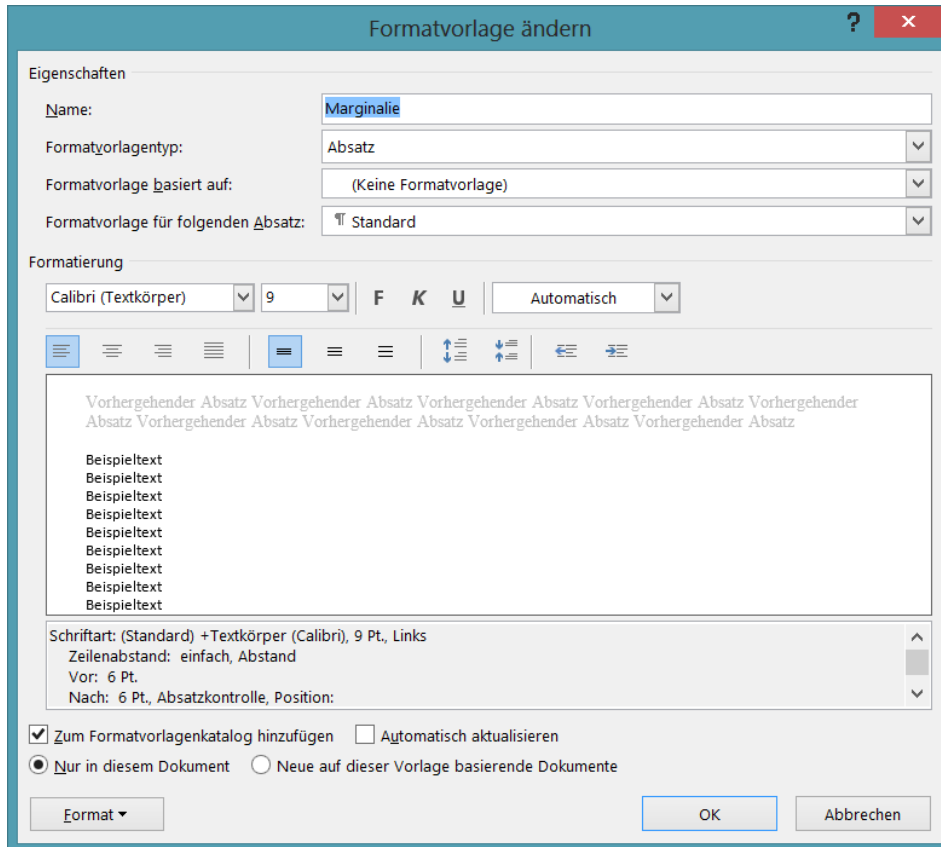 Formatvorlage ändern ?
Eigenschaften
Name: Marginalie
Formatvorlagentyp: Absatz
Formatvorlage basiert auf: (Keine Formatvorlage)
Formatvorlage für folgenden Absatz: ¶ Standard
Formatierung
Calibri (Textkörper) 9 F K U Automatisch
Vorhergehender Absatz Vorhergehender Absatz Vorhergehender Absatz Vorhergehender Absatz Vorhergehender
Absatz Vorhergehender Absatz Vorhergehender Absatz Vorhergehender Absatz Vorhergehender Absatz
Beispieltext
Beispieltext
Beispieltext
Beispieltext
Beispieltext
Beispieltext
Beispieltext
Beispieltext
Beispieltext
Schriftart: (Standard) +Textkörper (Calibri), 9 Pt., Links
Zeilenabstand: einfach, Abstand
Vor: 6 Pt.
Nach: 6 Pt., Absatzkontrolle, Position:
Zum Formatvorlagenkatalog hinzufügen Automatisch aktualisieren
Nur in diesem Dokument Neue auf dieser Vorlage basierende Dokumente
Format OK Abbrechen